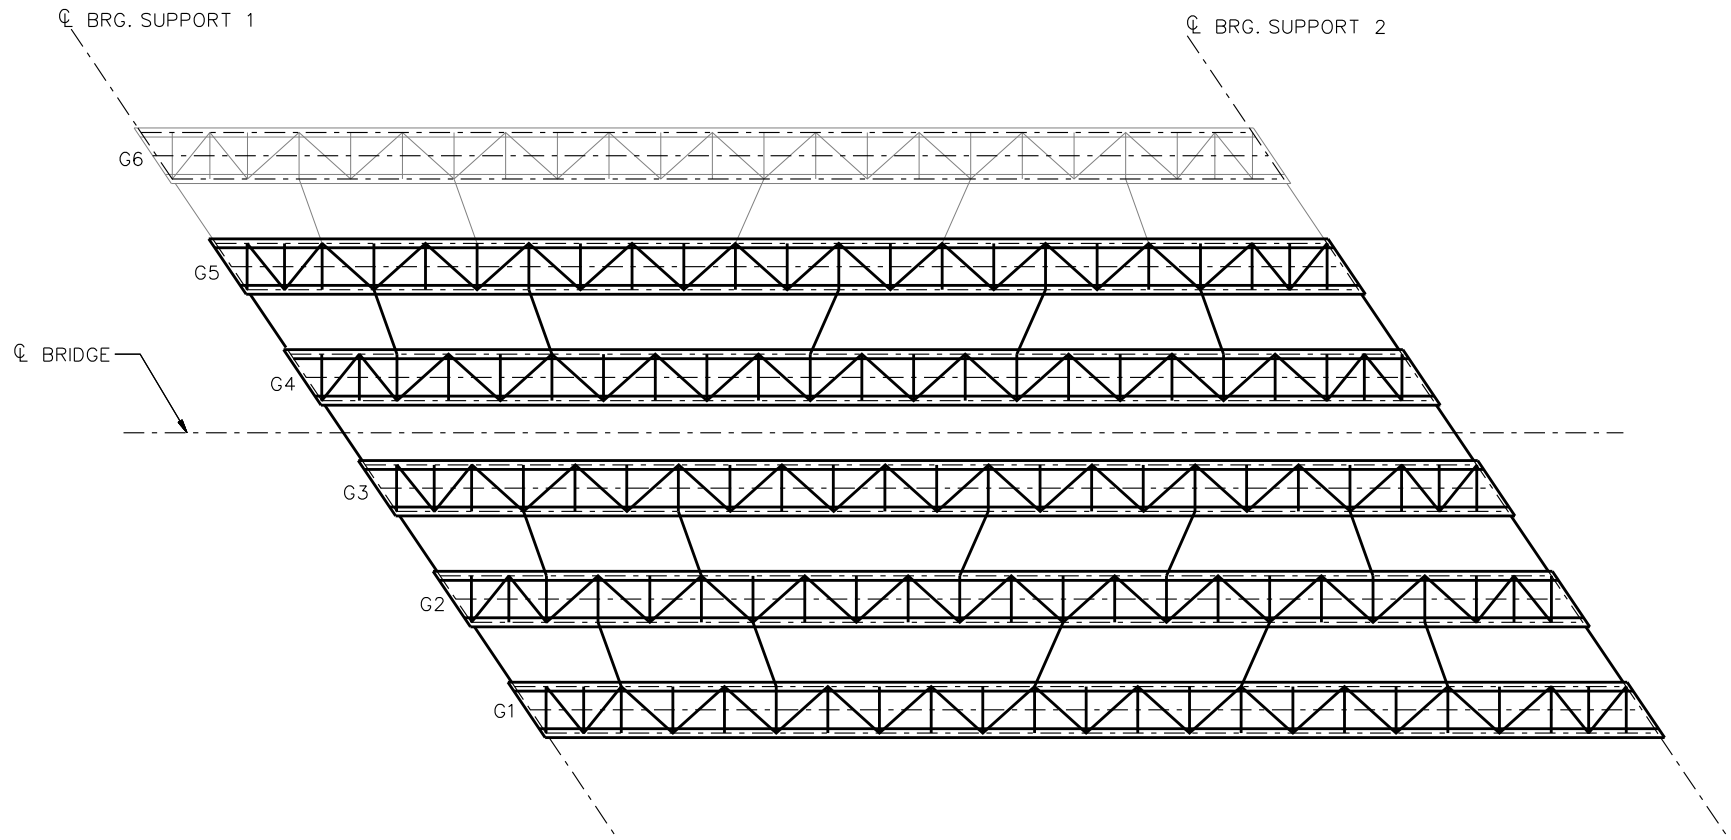 ℄ BRG. SUPPORT 1
℄ BRG. SUPPORT 2
G6
G5
℄ BRIDGE
G4
G3
G2
G1